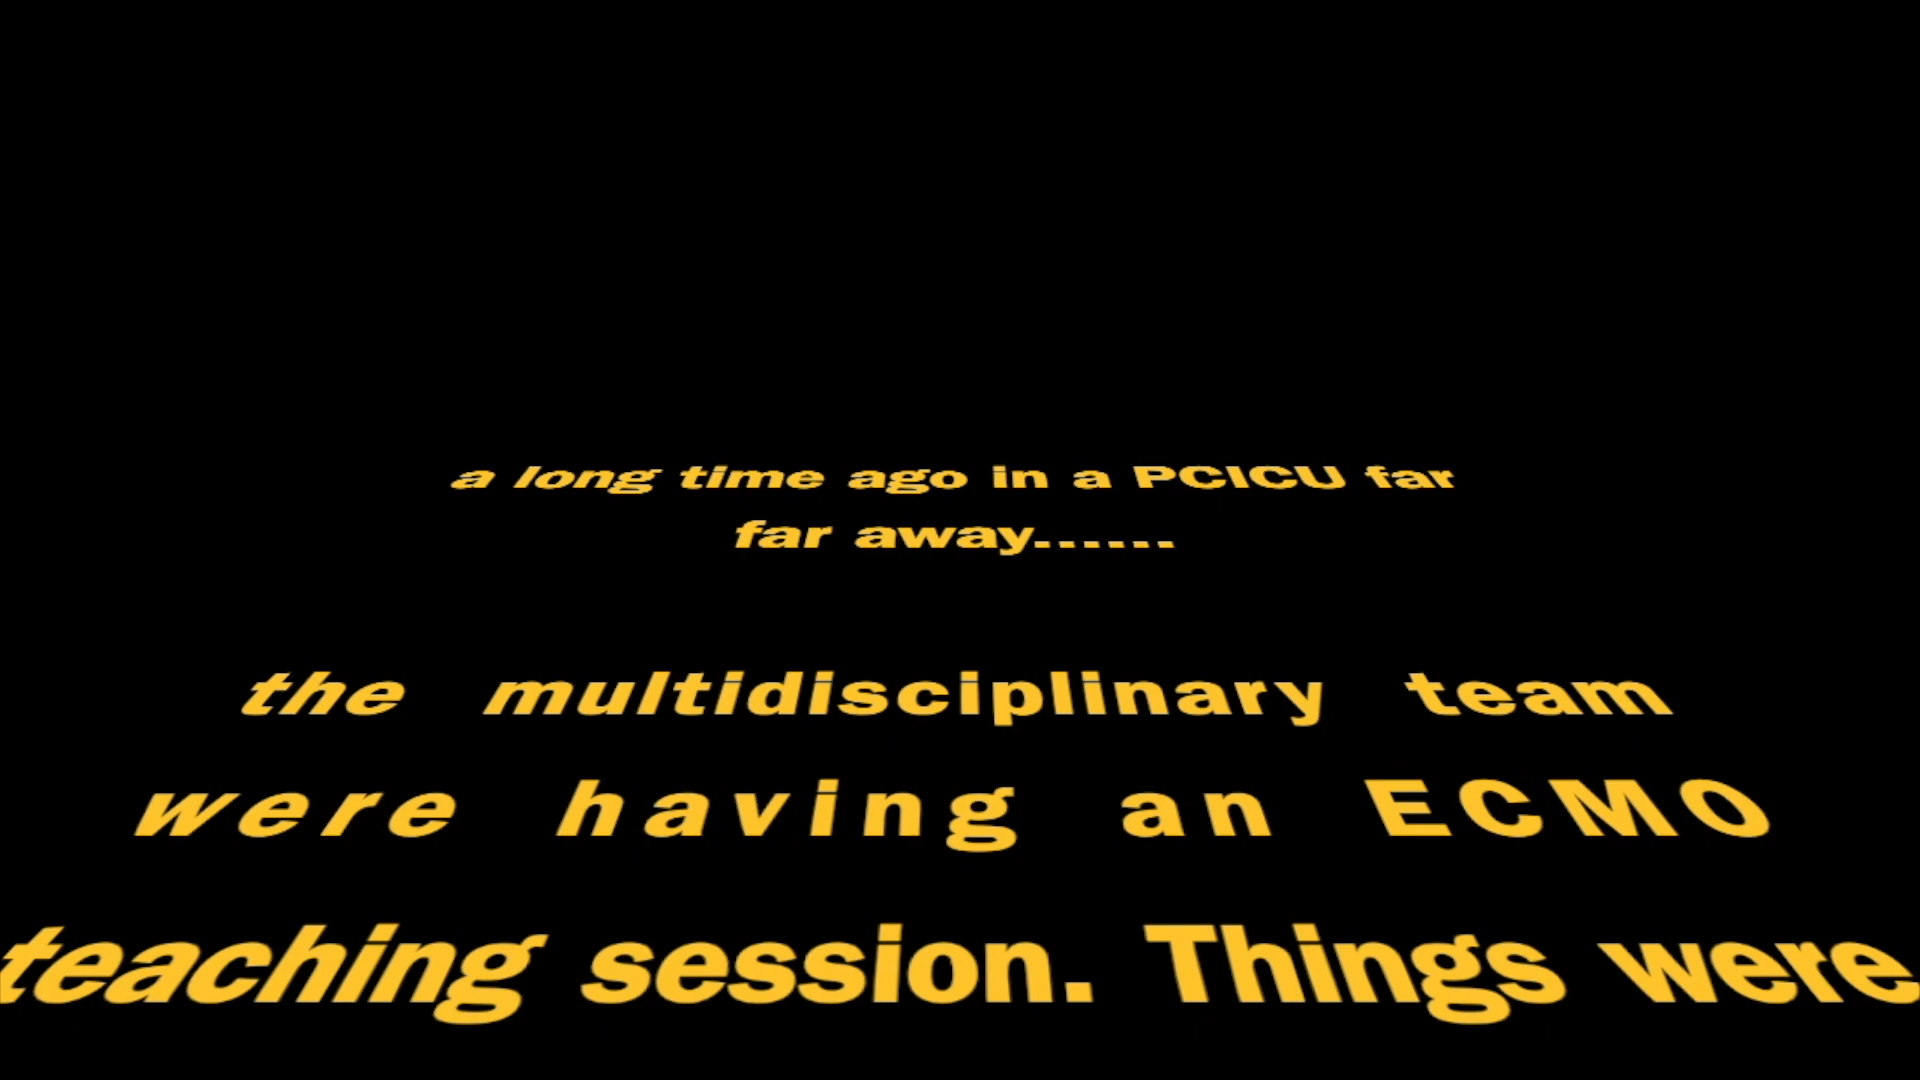 a long time ago in a PCICU far
far away......
the multidisciplinary team
were having an ECMO
teaching session. Things were